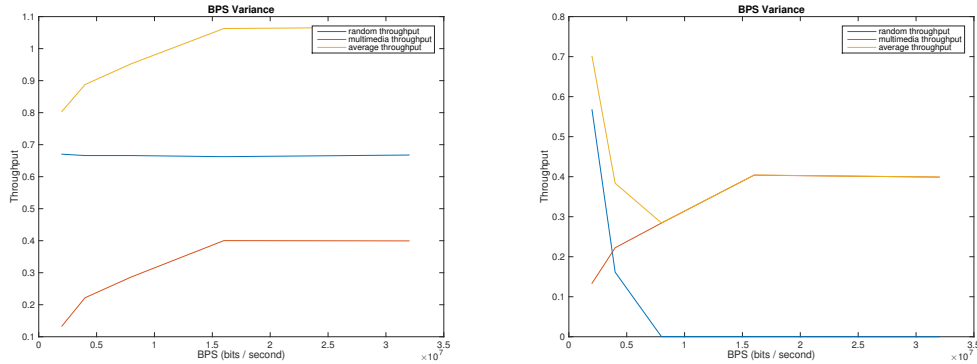 BPS Variance
1.1
1
0.9
0.8
0.7
0.6
0.5
0.4
0.3
0.2
0.1
Throughput
random throughput
multimedia throughput
average throughput
0 0.5 1 1.5 2 2.5 3 3.5
×10⁷
BPS (bits / second)
BPS Variance
0.8
0.7
0.6
0.5
0.4
0.3
0.2
0.1
0
Throughput
random throughput
multimedia throughput
average throughput
0 0.5 1 1.5 2 2.5 3 3.5
×10⁷
BPS (bits / second)